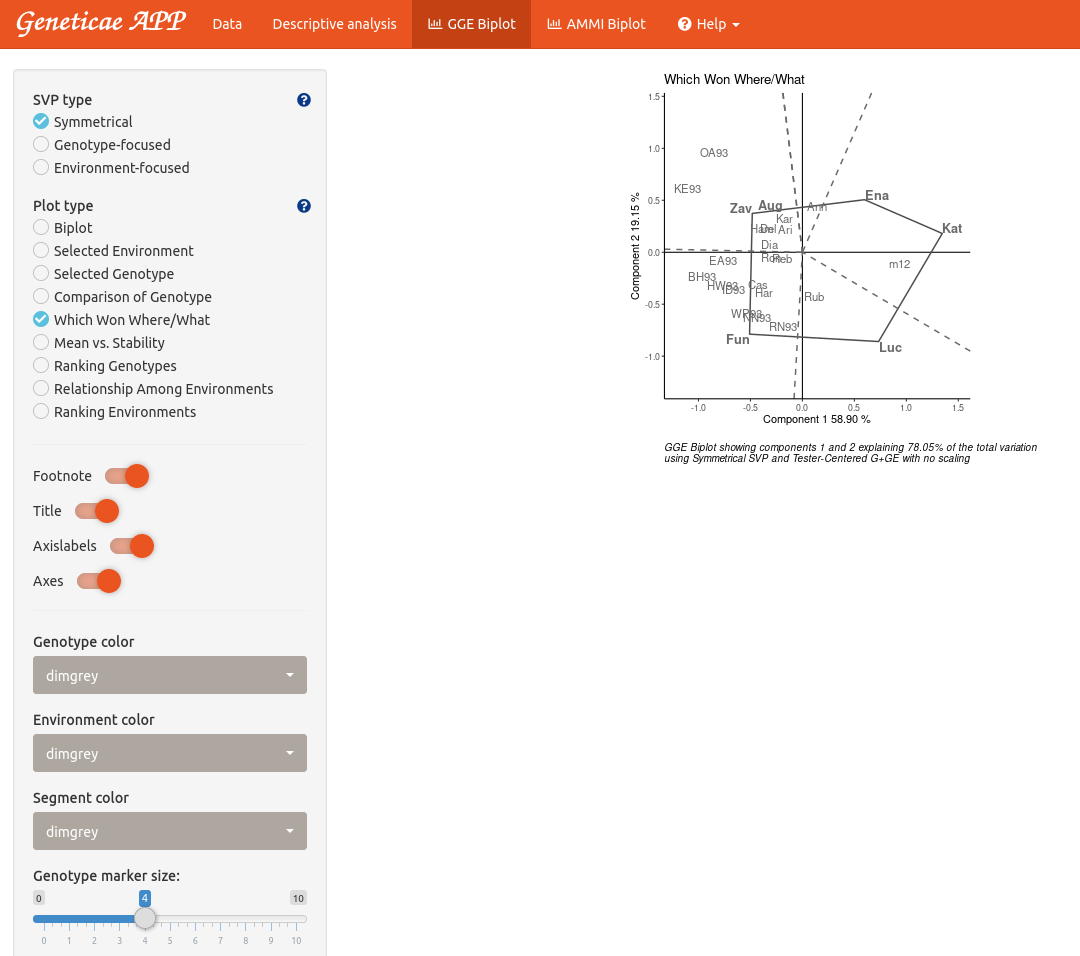 Geneticae APP Data Descriptive analysis GGE Biplot AMMI Biplot Help
SVP type
Symmetrical
Genotype-focused
Environment-focused
Plot type
Biplot
Selected Environment
Selected Genotype
Comparison of Genotype
Which Won Where/What
Mean vs. Stability
Ranking Genotypes
Relationship Among Environments
Ranking Environments
Footnote
Title
Axislabels
Axes
Genotype color
dimgrey
Environment color
dimgrey
Segment color
dimgrey
Genotype marker size:
0 4 10
0 1 2 3 4 5 6 7 8 9 10
Which Won Where/What
1.5
1.0
0.5
0.0
-0.5
-1.0
Component 2 19.15 %
OA93
KE93
Zav Aug Ann Ena
Kar
Ham Del Ari
Kat
Dia
EA93 Ron Reb m12
BH93
HW93 ID93 Cas Har Rub
WP93
NN93
RN93
Fun
Luc
-1.0 -0.5 0.0 0.5 1.0 1.5
Component 1 58.90 %
GGE Biplot showing components 1 and 2 explaining 78.05% of the total variation
using Symmetrical SVP and Tester-Centered G+GE with no scaling